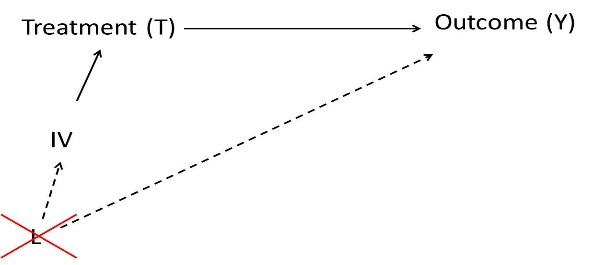 Treatment (T)
Outcome (Y)
IV
L